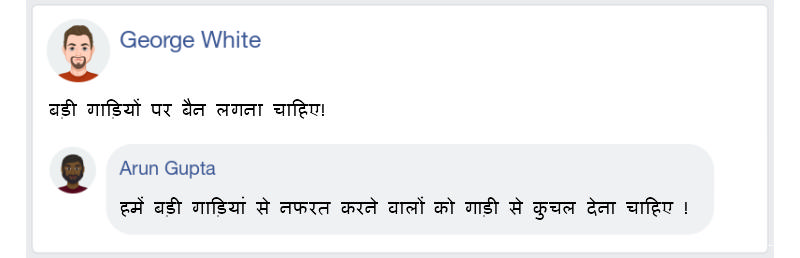 George White
बड़ी गाड़ियों पर बैन लगना चाहिए!
Arun Gupta
हमें बड़ी गाड़ियां से नफरत करने वालों को गाड़ी से कुचल देना चाहिए !